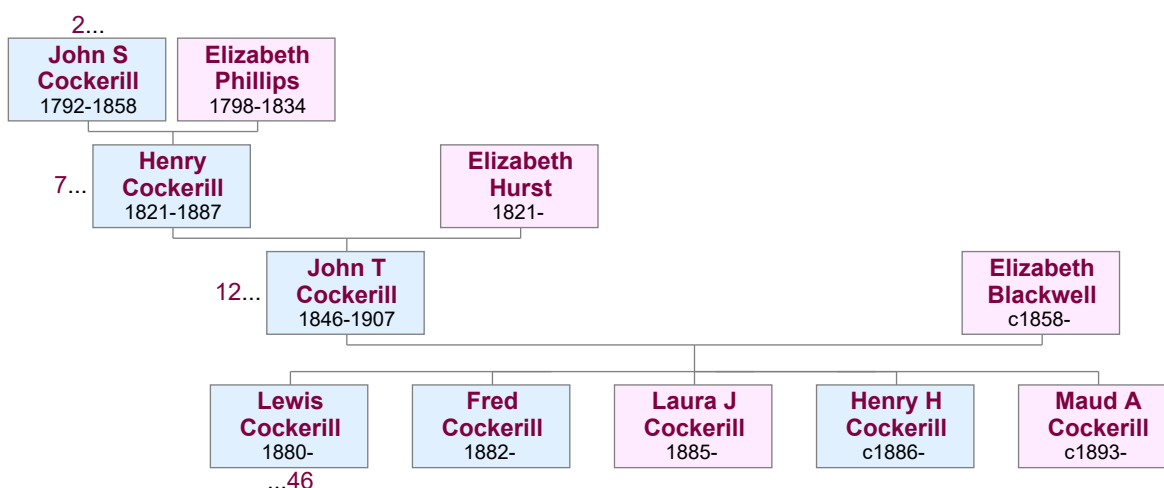 2...
John S
Cockerill
1792-1858
Elizabeth
Phillips
1798-1834
7...
Henry
Cockerill
1821-1887
Elizabeth
Hurst
1821-
12...
John T
Cockerill
1846-1907
Elizabeth
Blackwell
c1858-
Lewis
Cockerill
1880-
Fred
Cockerill
1882-
Laura J
Cockerill
1885-
Henry H
Cockerill
c1886-
Maud A
Cockerill
c1893-
...46